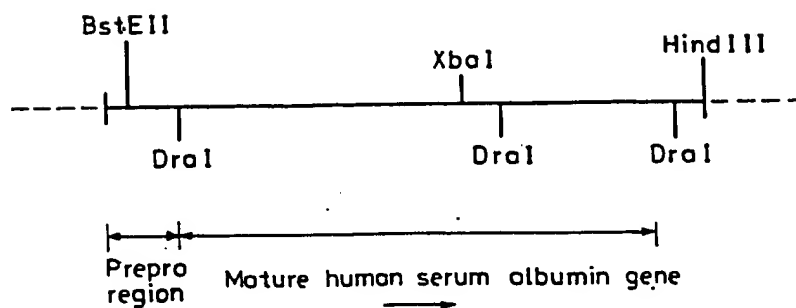 BstEII
XbaI
HindIII
DraI
DraI
DraI
Prepro
region
Mature human serum albumin gene